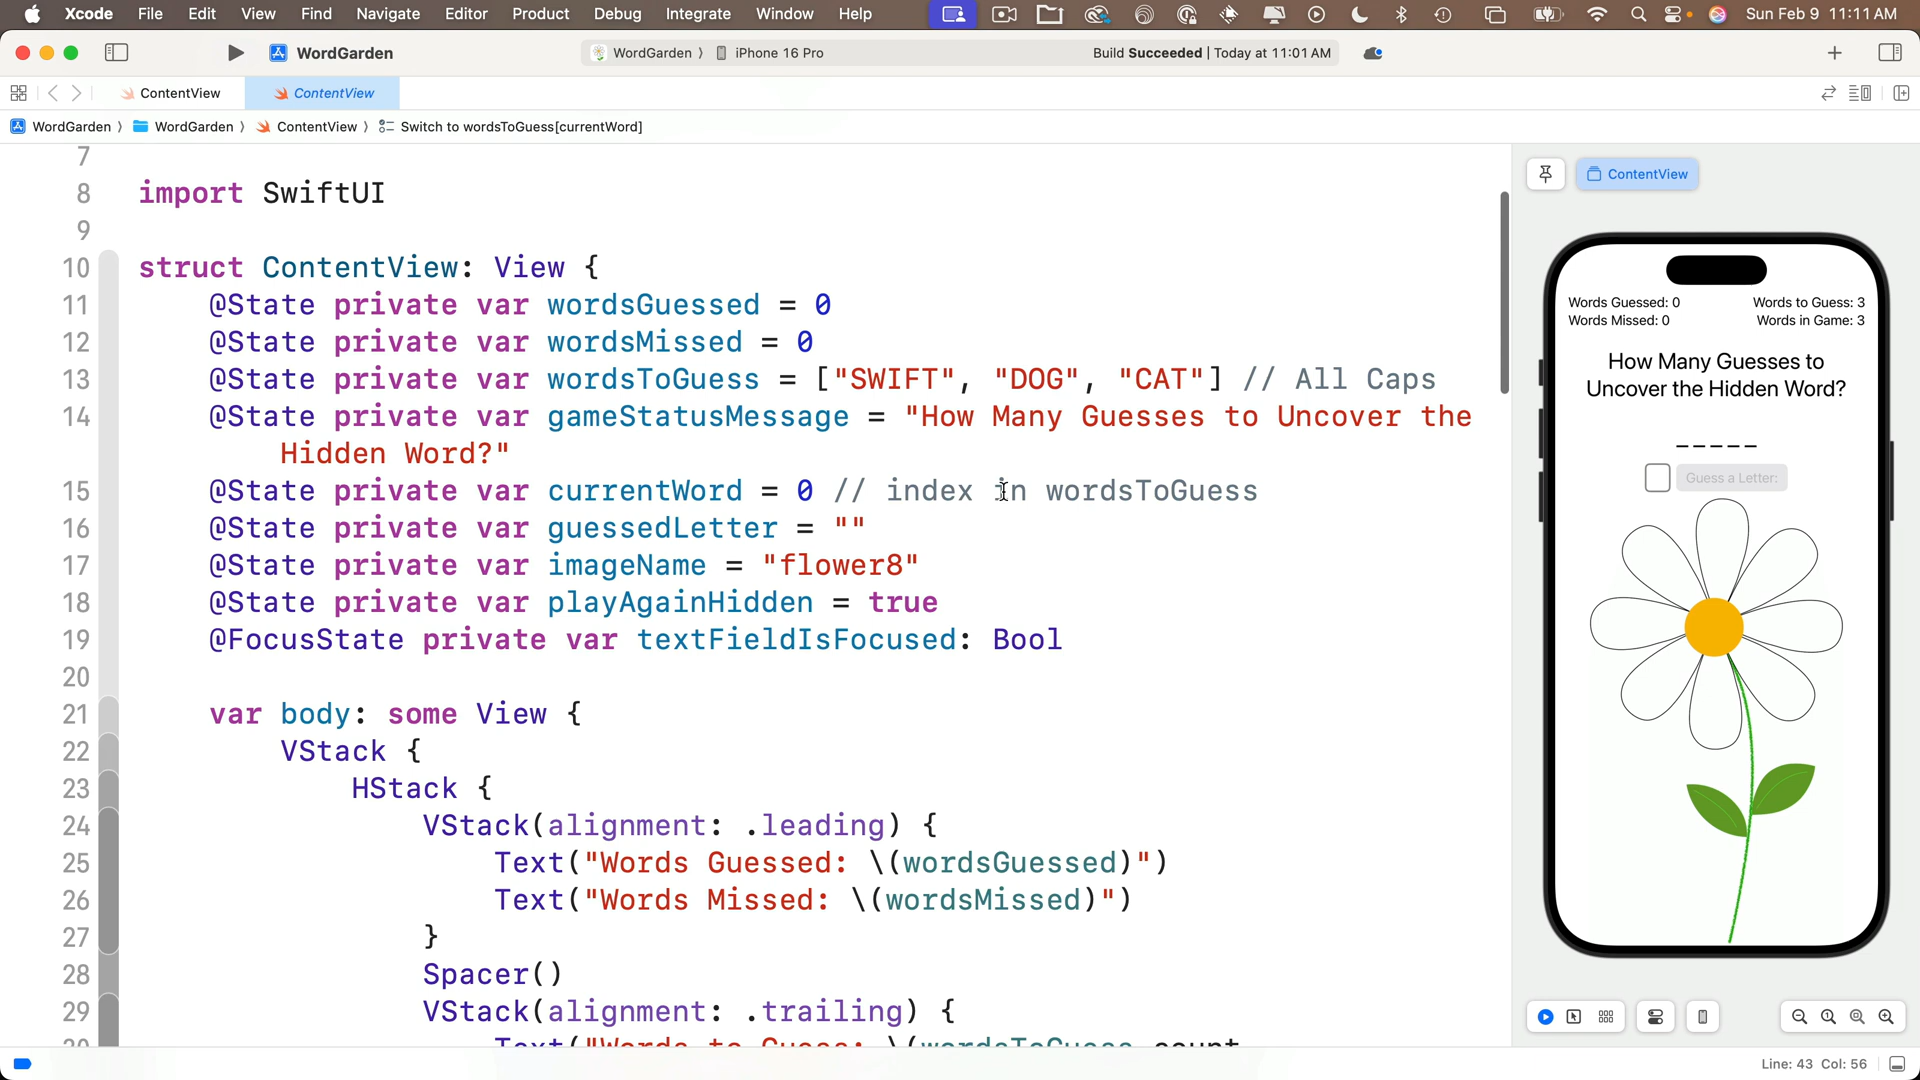 Xcode File Edit View Find Navigate Editor Product Debug Integrate Window Help Sun Feb 9 11:11 AM
WordGarden WordGarden ⟩ iPhone 16 Pro Build Succeeded | Today at 11:01 AM
ContentView ContentView
WordGarden ⟩ WordGarden ⟩ ContentView ⟩ Switch to wordsToGuess[currentWord]
7
8 import SwiftUI
9
10 struct ContentView: View {
11 @State private var wordsGuessed = 0
12 @State private var wordsMissed = 0
13 @State private var wordsToGuess = ["SWIFT", "DOG", "CAT"] // All Caps
14 @State private var gameStatusMessage = "How Many Guesses to Uncover the
Hidden Word?"
15 @State private var currentWord = 0 // index in wordsToGuess
16 @State private var guessedLetter = ""
17 @State private var imageName = "flower8"
18 @State private var playAgainHidden = true
19 @FocusState private var textFieldIsFocused: Bool
20
21 var body: some View {
22 VStack {
23 HStack {
24 VStack(alignment: .leading) {
25 Text("Words Guessed: \(wordsGuessed)")
26 Text("Words Missed: \(wordsMissed)")
27 }
28 Spacer()
29 VStack(alignment: .trailing) {
30 Text("Words to Guess: \(wordsToGuess.count
ContentView
Words Guessed: 0 Words to Guess: 3
Words Missed: 0 Words in Game: 3
How Many Guesses to
Uncover the Hidden Word?
_ _ _ _ _
Guess a Letter:
Line: 43 Col: 56